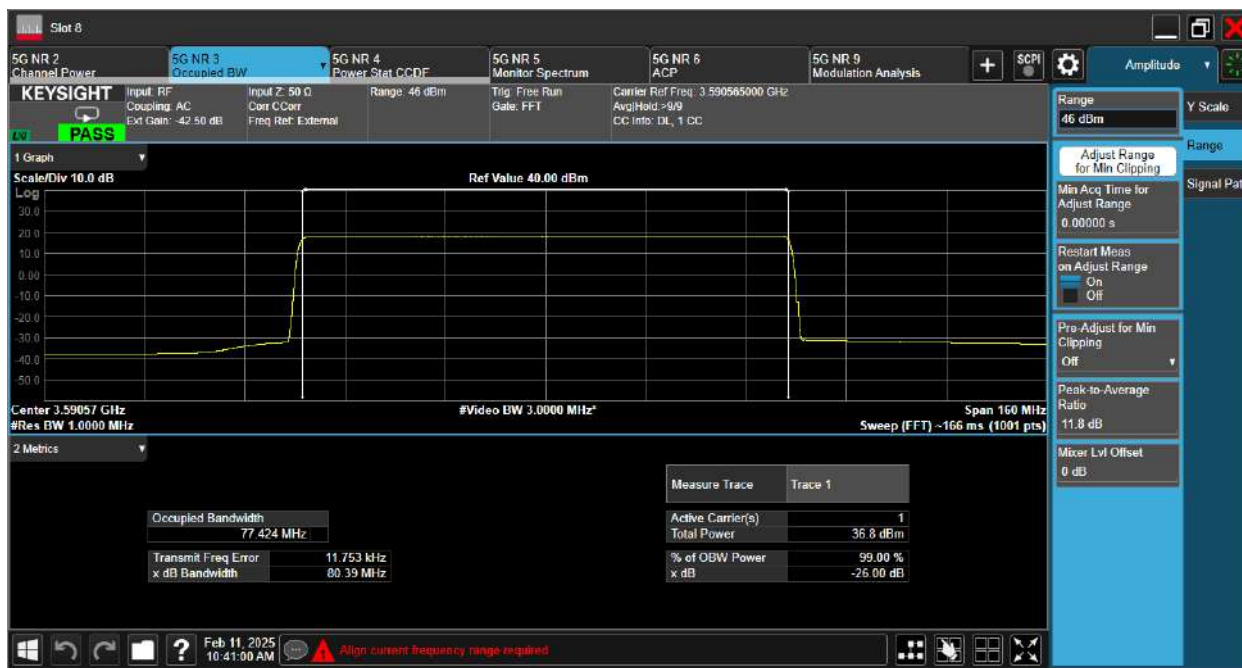 Slot 8
5G NR 2
Channel Power
5G NR 3
Occupied BW
5G NR 4
Power Stat CCDF
5G NR 5
Monitor Spectrum
5G NR 6
ACP
5G NR 9
Modulation Analysis
SCPI
Amplitude
KEYSIGHT
PASS
Input: RF
Coupling: AC
Ext Gain: -42.50 dB
Input Z: 50 Ω
Corr CCorr
Freq Ref: External
Range: 46 dBm
Trig: Free Run
Gate: FFT
Carrier Ref Freq: 3.590565000 GHz
Avg|Hold:>9/9
CC Info: DL, 1 CC
1 Graph
Scale/Div 10.0 dB
Ref Value 40.00 dBm
Log
30.0
20.0
10.0
0.00
-10.0
-20.0
-30.0
-40.0
-50.0
Center 3.59057 GHz
#Video BW 3.0000 MHz*
Span 160 MHz
#Res BW 1.0000 MHz
Sweep (FFT) ~166 ms (1001 pts)
2 Metrics
Measure Trace Trace 1
Occupied Bandwidth
77.424 MHz
Active Carrier(s) 1
Total Power 36.8 dBm
Transmit Freq Error 11.753 kHz
x dB Bandwidth 80.39 MHz
% of OBW Power 99.00 %
x dB -26.00 dB
Range
46 dBm
Adjust Range
for Min Clipping
Min Acq Time for
Adjust Range
0.00000 s
Restart Meas
on Adjust Range
On
Off
Pre-Adjust for Min
Clipping
Off
Peak-to-Average
Ratio
11.8 dB
Mixer Lvl Offset
0 dB
Y Scale
Range
Signal Pat
?
Feb 11, 2025
10:41:00 AM
Align current frequency range required